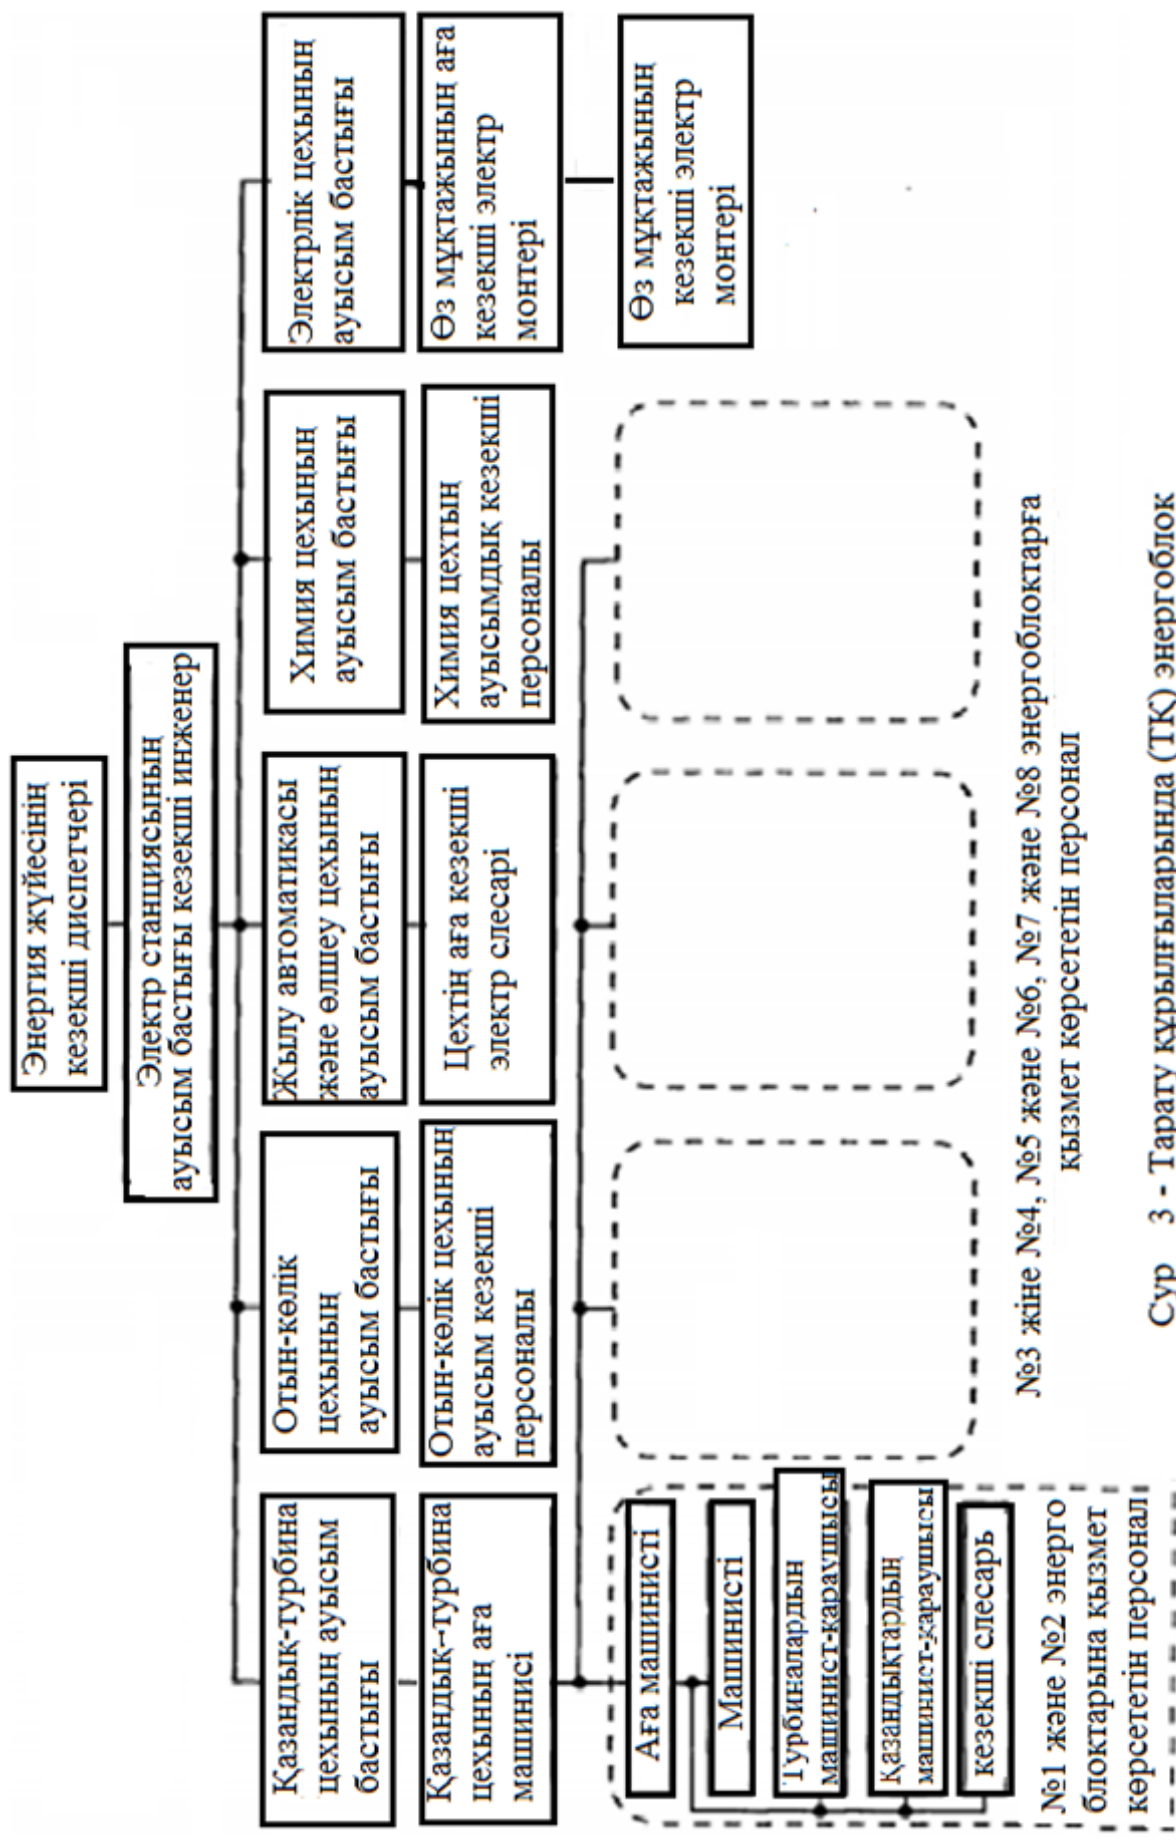 Энергия жүйесінің
кезекші диспетчері
Электр станциясының
ауысым бастығы кезекші инженер
Қазандық-турбина
цехының ауысым
бастығы
Отын-көлік
цехының
ауысым бастығы
Жылу автоматикасы
және өлшеу цехының
ауысым бастығы
Химия цехының
ауысым бастығы
Электрлік цехының
ауысым бастығы
Қазандық–турбина
цехының аға
машинисі
Отын-көлік цехының
ауысым кезекші
персоналы
Цехтің аға кезекші
электр слесарі
Химия цехтың
ауысымдық кезекші
персоналы
Өз мұқтажының аға
кезекші электр
монтері
Өз мұқтажының
кезекші электр
монтері
Аға машинисті
Машинисті
Турбиналардың
машинист-қараушысы
Қазандықтардың
машинист-қараушысы
кезекші слесарь
№1 және №2 энерго
блоктарына қызмет
көрсететін персонал
№3 жіне №4, №5 және №6, №7 және №8 энергоблоктарға
қызмет көрсететін персонал
Сур 3 - Тарату құрылғыларында (ТК) энергоблок